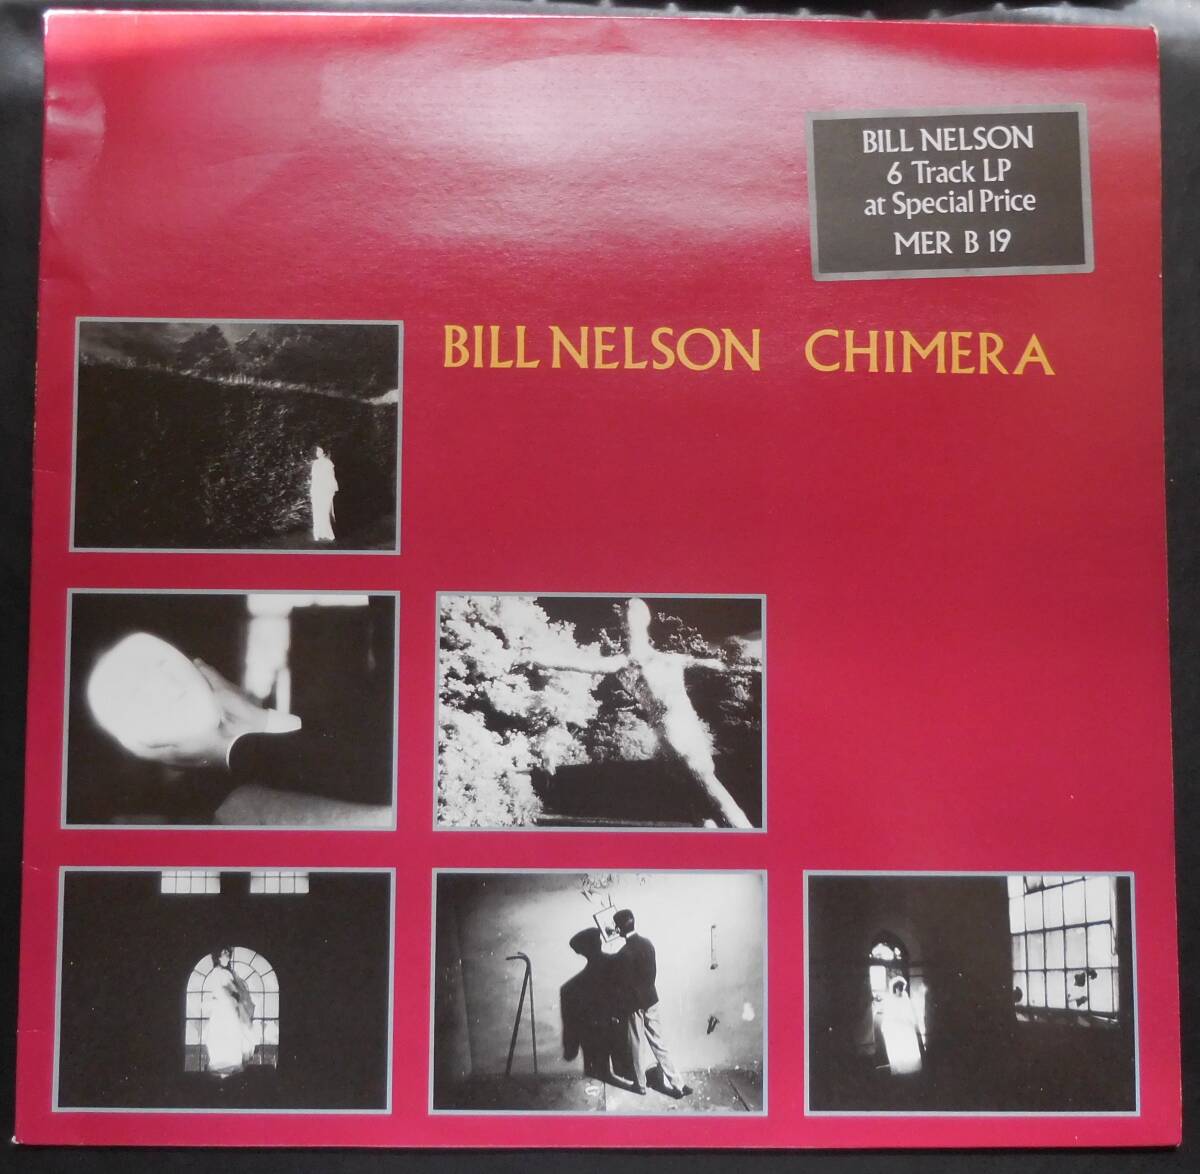 BILL NELSON
6 Track LP
at Special Price
MER B 19
BILL NELSON CHIMERA